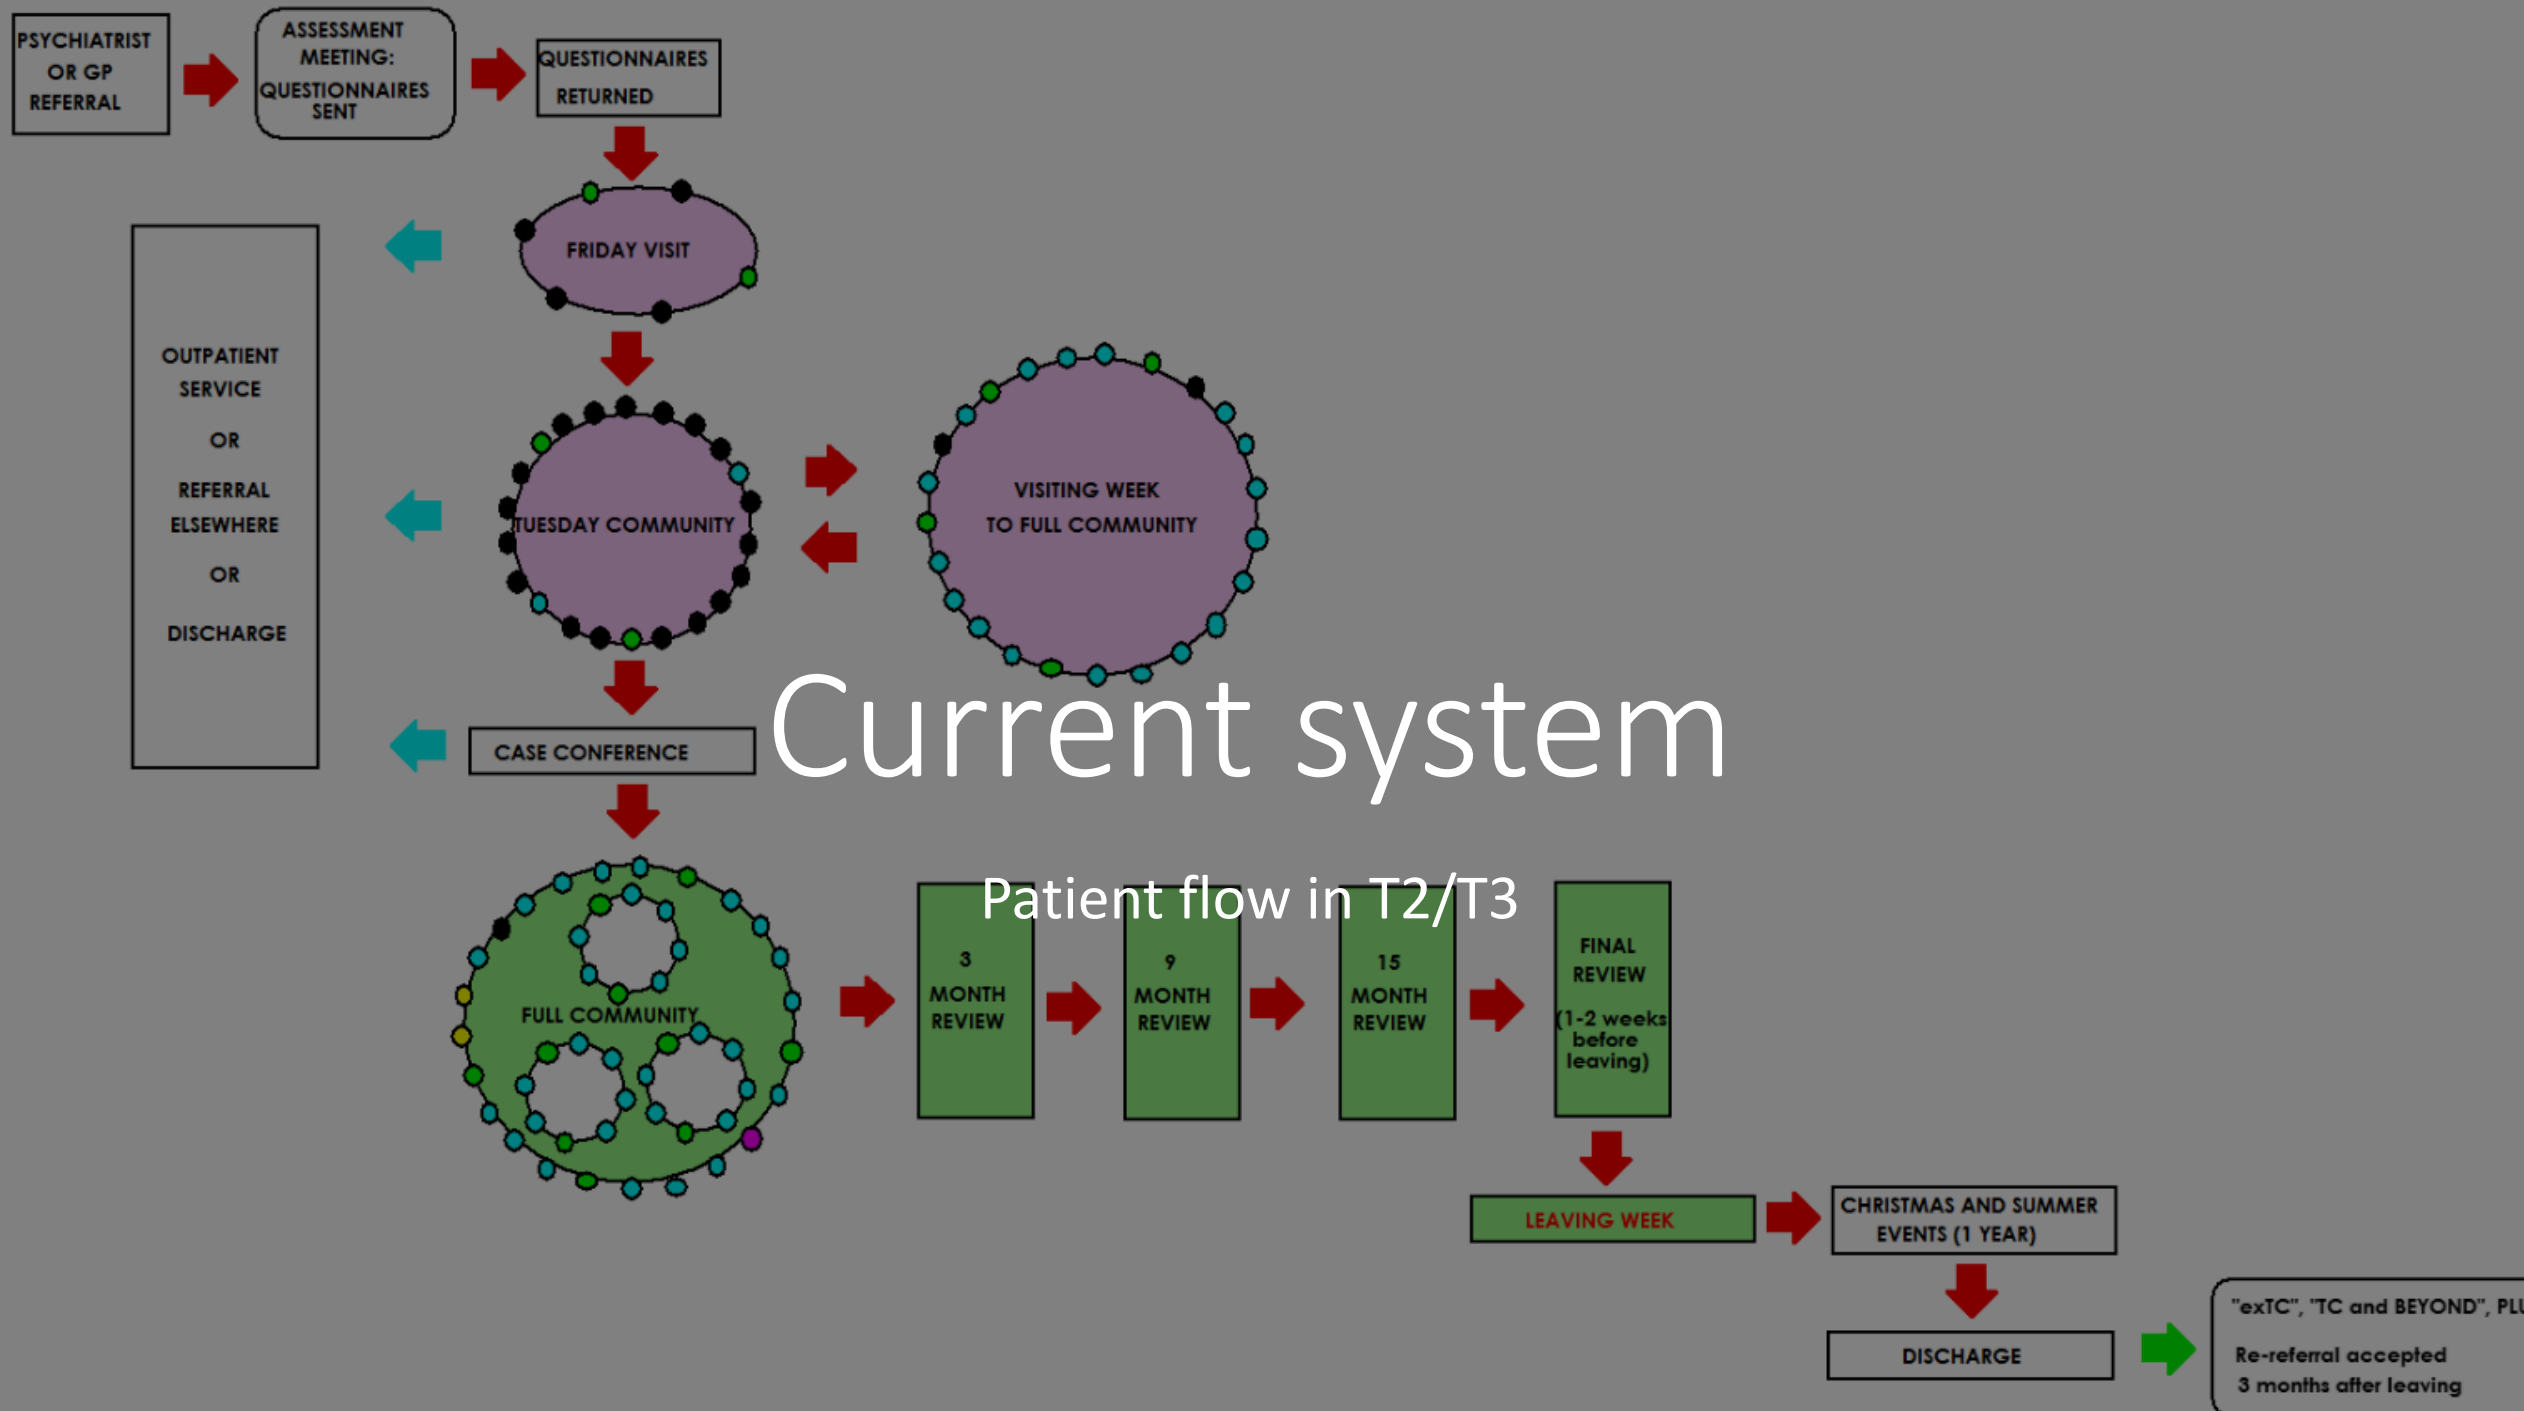 PSYCHIATRIST
OR GP
REFERRAL
ASSESSMENT
MEETING:
QUESTIONNAIRES
SENT
QUESTIONNAIRES
RETURNED
FRIDAY VISIT
OUTPATIENT
SERVICE
OR
REFERRAL
ELSEWHERE
OR
DISCHARGE
TUESDAY COMMUNITY
VISITING WEEK
TO FULL COMMUNITY
Current system
CASE CONFERENCE
Patient flow in T2/T3
FULL COMMUNITY
3
MONTH
REVIEW
9
MONTH
REVIEW
15
MONTH
REVIEW
FINAL
REVIEW
(1-2 weeks
before
leaving)
LEAVING WEEK
CHRISTMAS AND SUMMER
EVENTS (1 YEAR)
DISCHARGE
"exTC", "TC and BEYOND",
Re-referral accepted
3 months after leaving